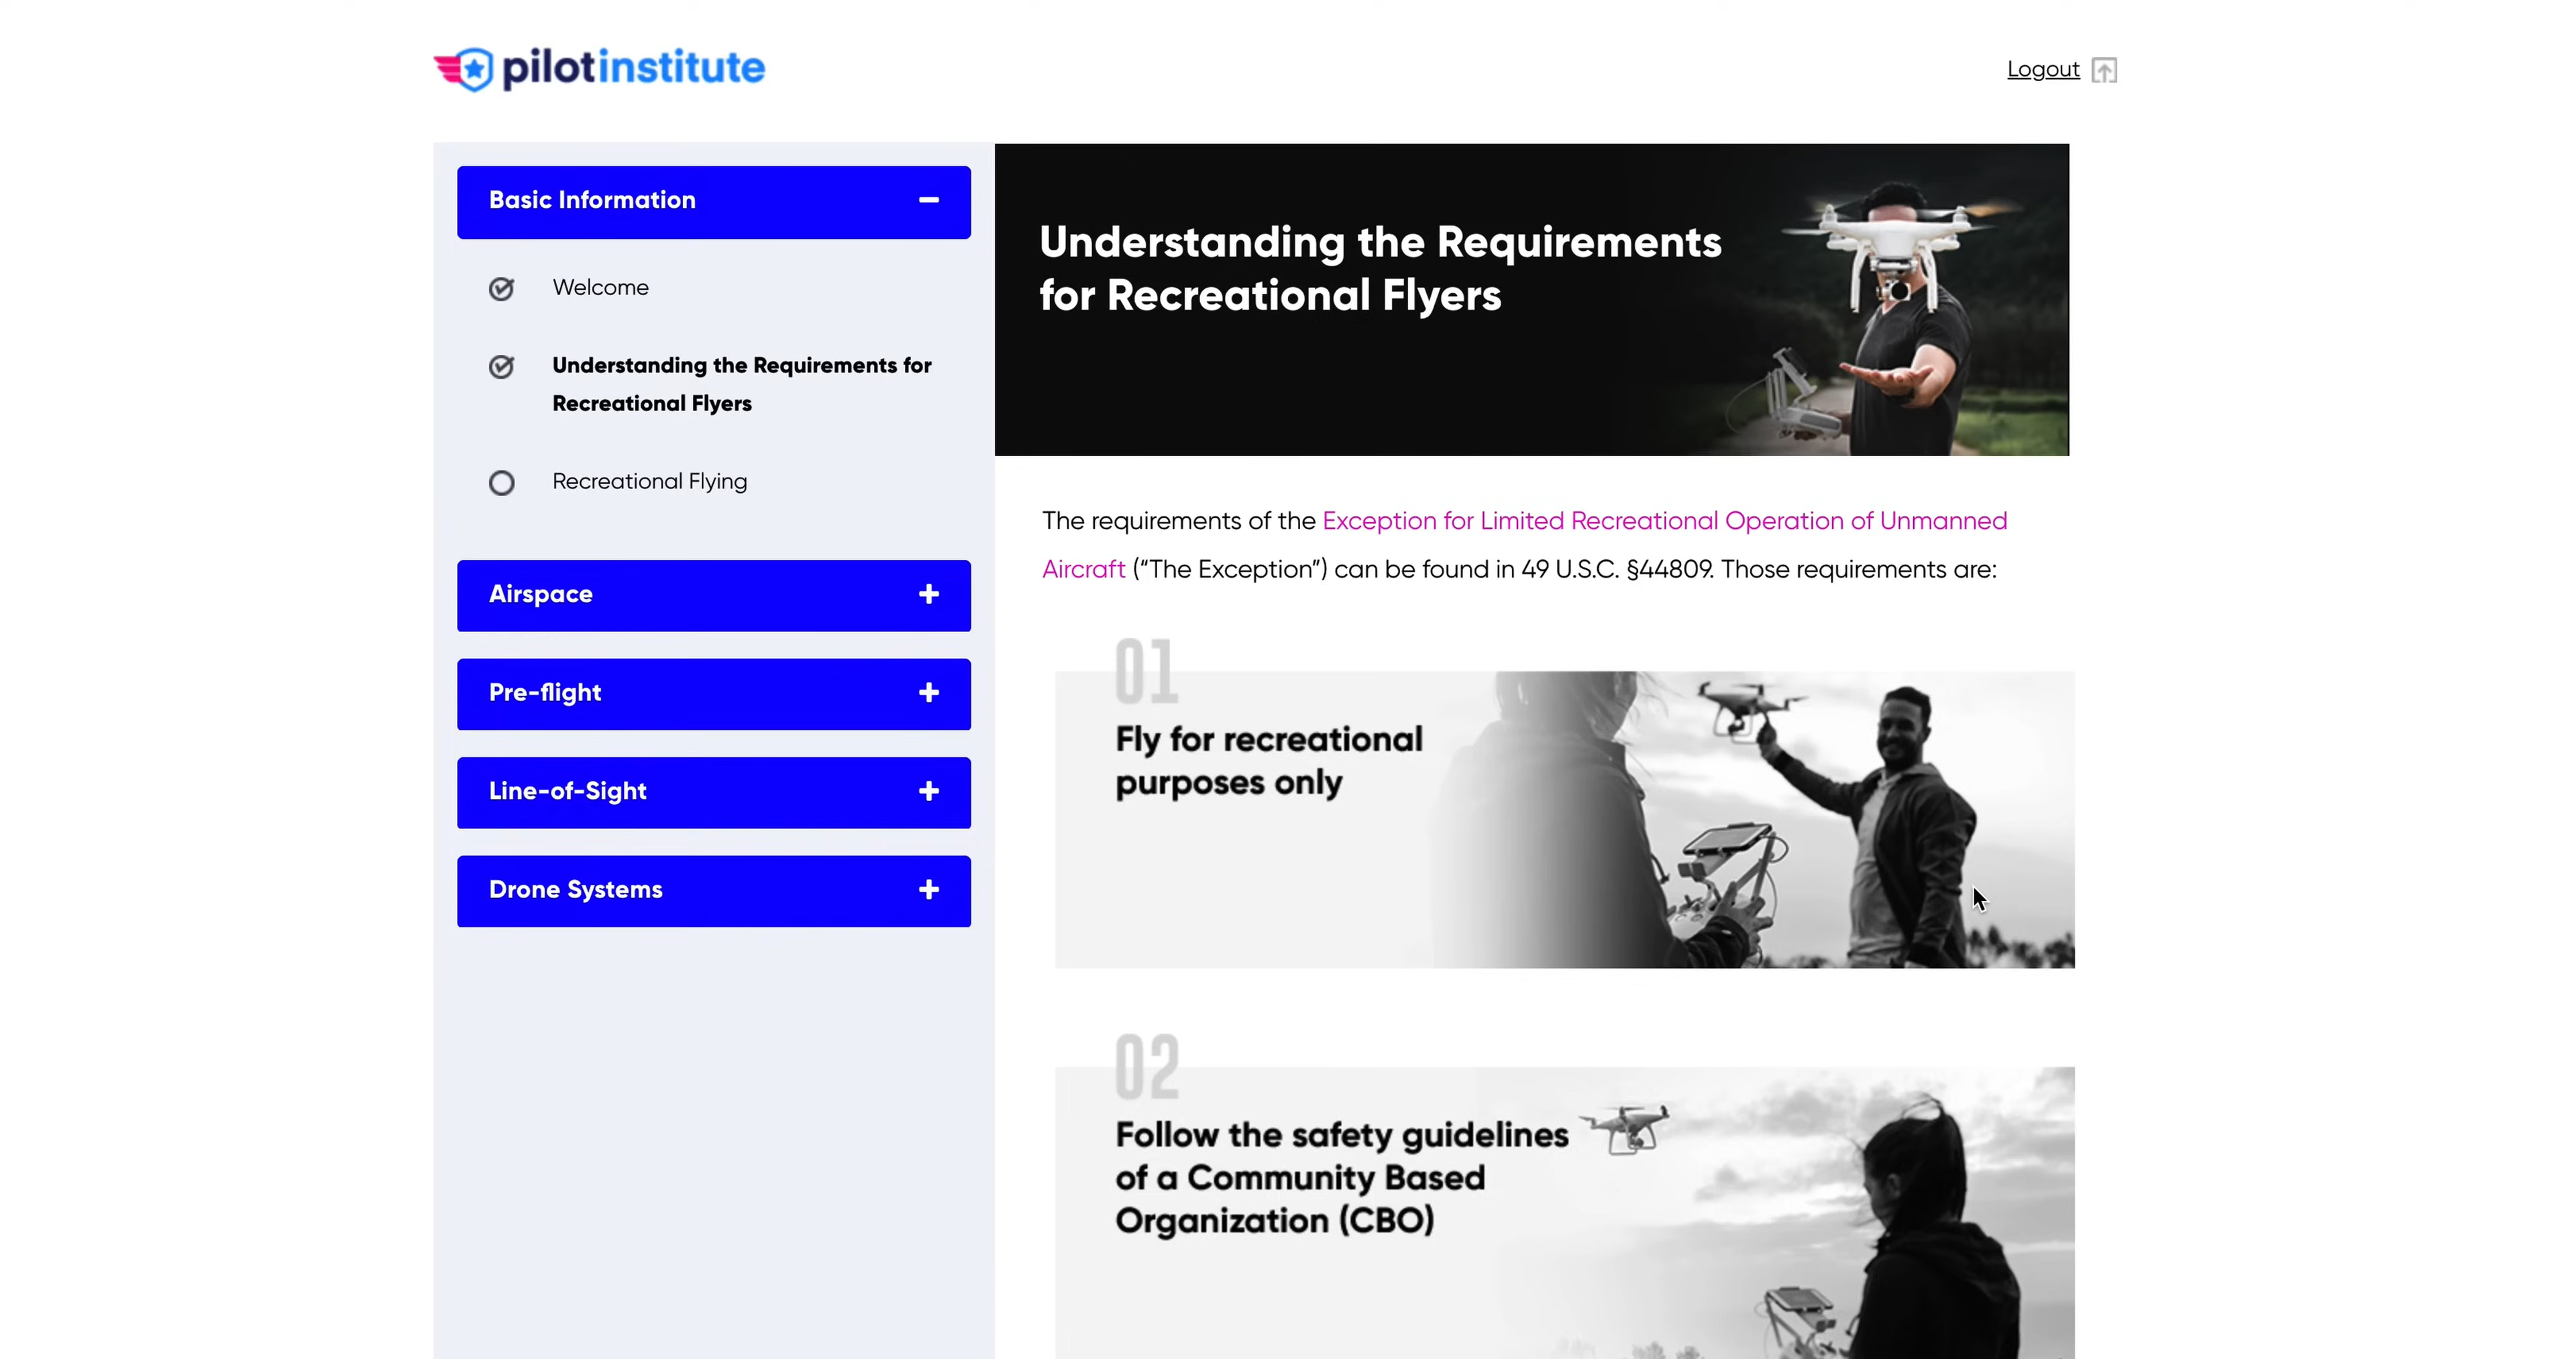 pilotinstitute
Logout
Basic Information
Welcome
Understanding the Requirements for
Recreational Flyers
Recreational Flying
Airspace
Pre-flight
Line-of-Sight
Drone Systems
Understanding the Requirements
for Recreational Flyers
The requirements of the Exception for Limited Recreational Operation of Unmanned
Aircraft (“The Exception”) can be found in 49 U.S.C. §44809. Those requirements are:
01
Fly for recreational
purposes only
02
Follow the safety guidelines
of a Community Based
Organization (CBO)